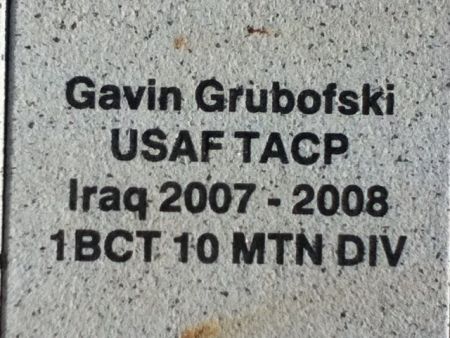 Gavin Grubofski
USAF TACP
Iraq 2007 - 2008
1BCT 10 MTN DIV